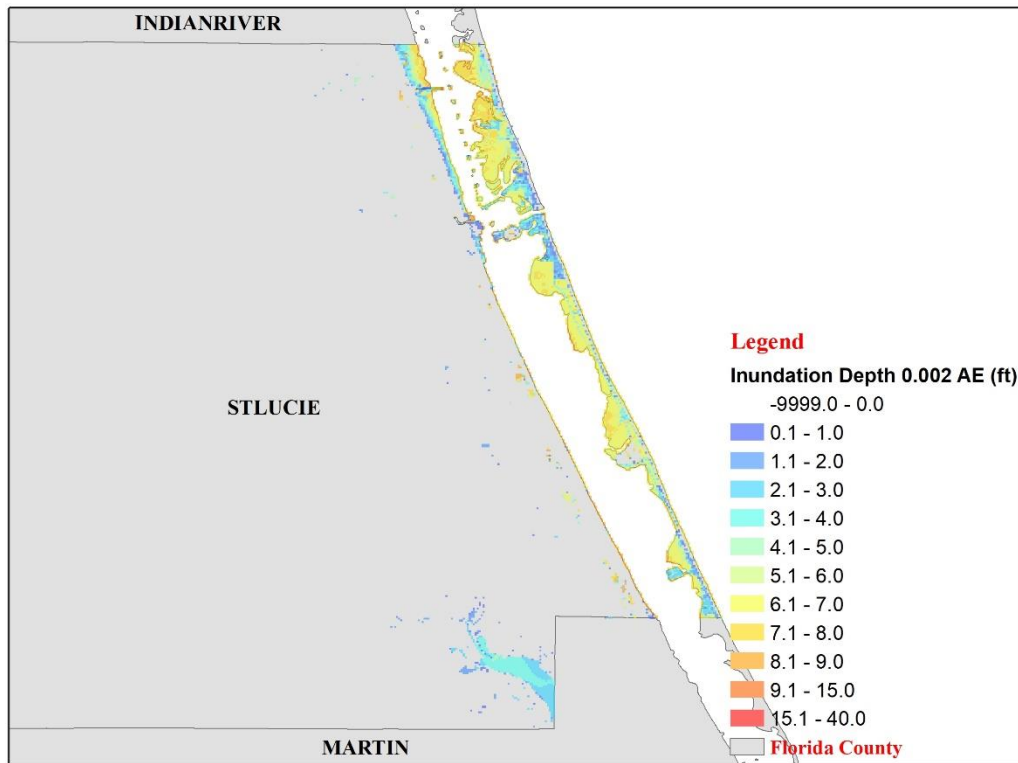 INDIANRIVER
STLUCIE
MARTIN
Legend
Inundation Depth 0.002 AE (ft)
-9999.0 - 0.0
0.1 - 1.0
1.1 - 2.0
2.1 - 3.0
3.1 - 4.0
4.1 - 5.0
5.1 - 6.0
6.1 - 7.0
7.1 - 8.0
8.1 - 9.0
9.1 - 15.0
15.1 - 40.0
Florida County